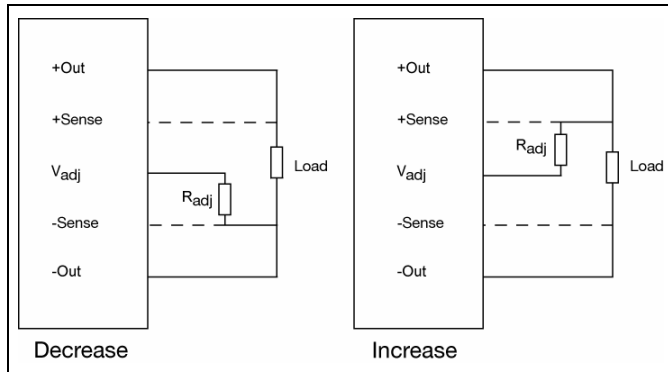 +Out
+Sense
Vadj
Radj
-Sense
-Out
Load
Decrease
+Out
+Sense
Radj
Vadj
-Sense
-Out
Load
Increase